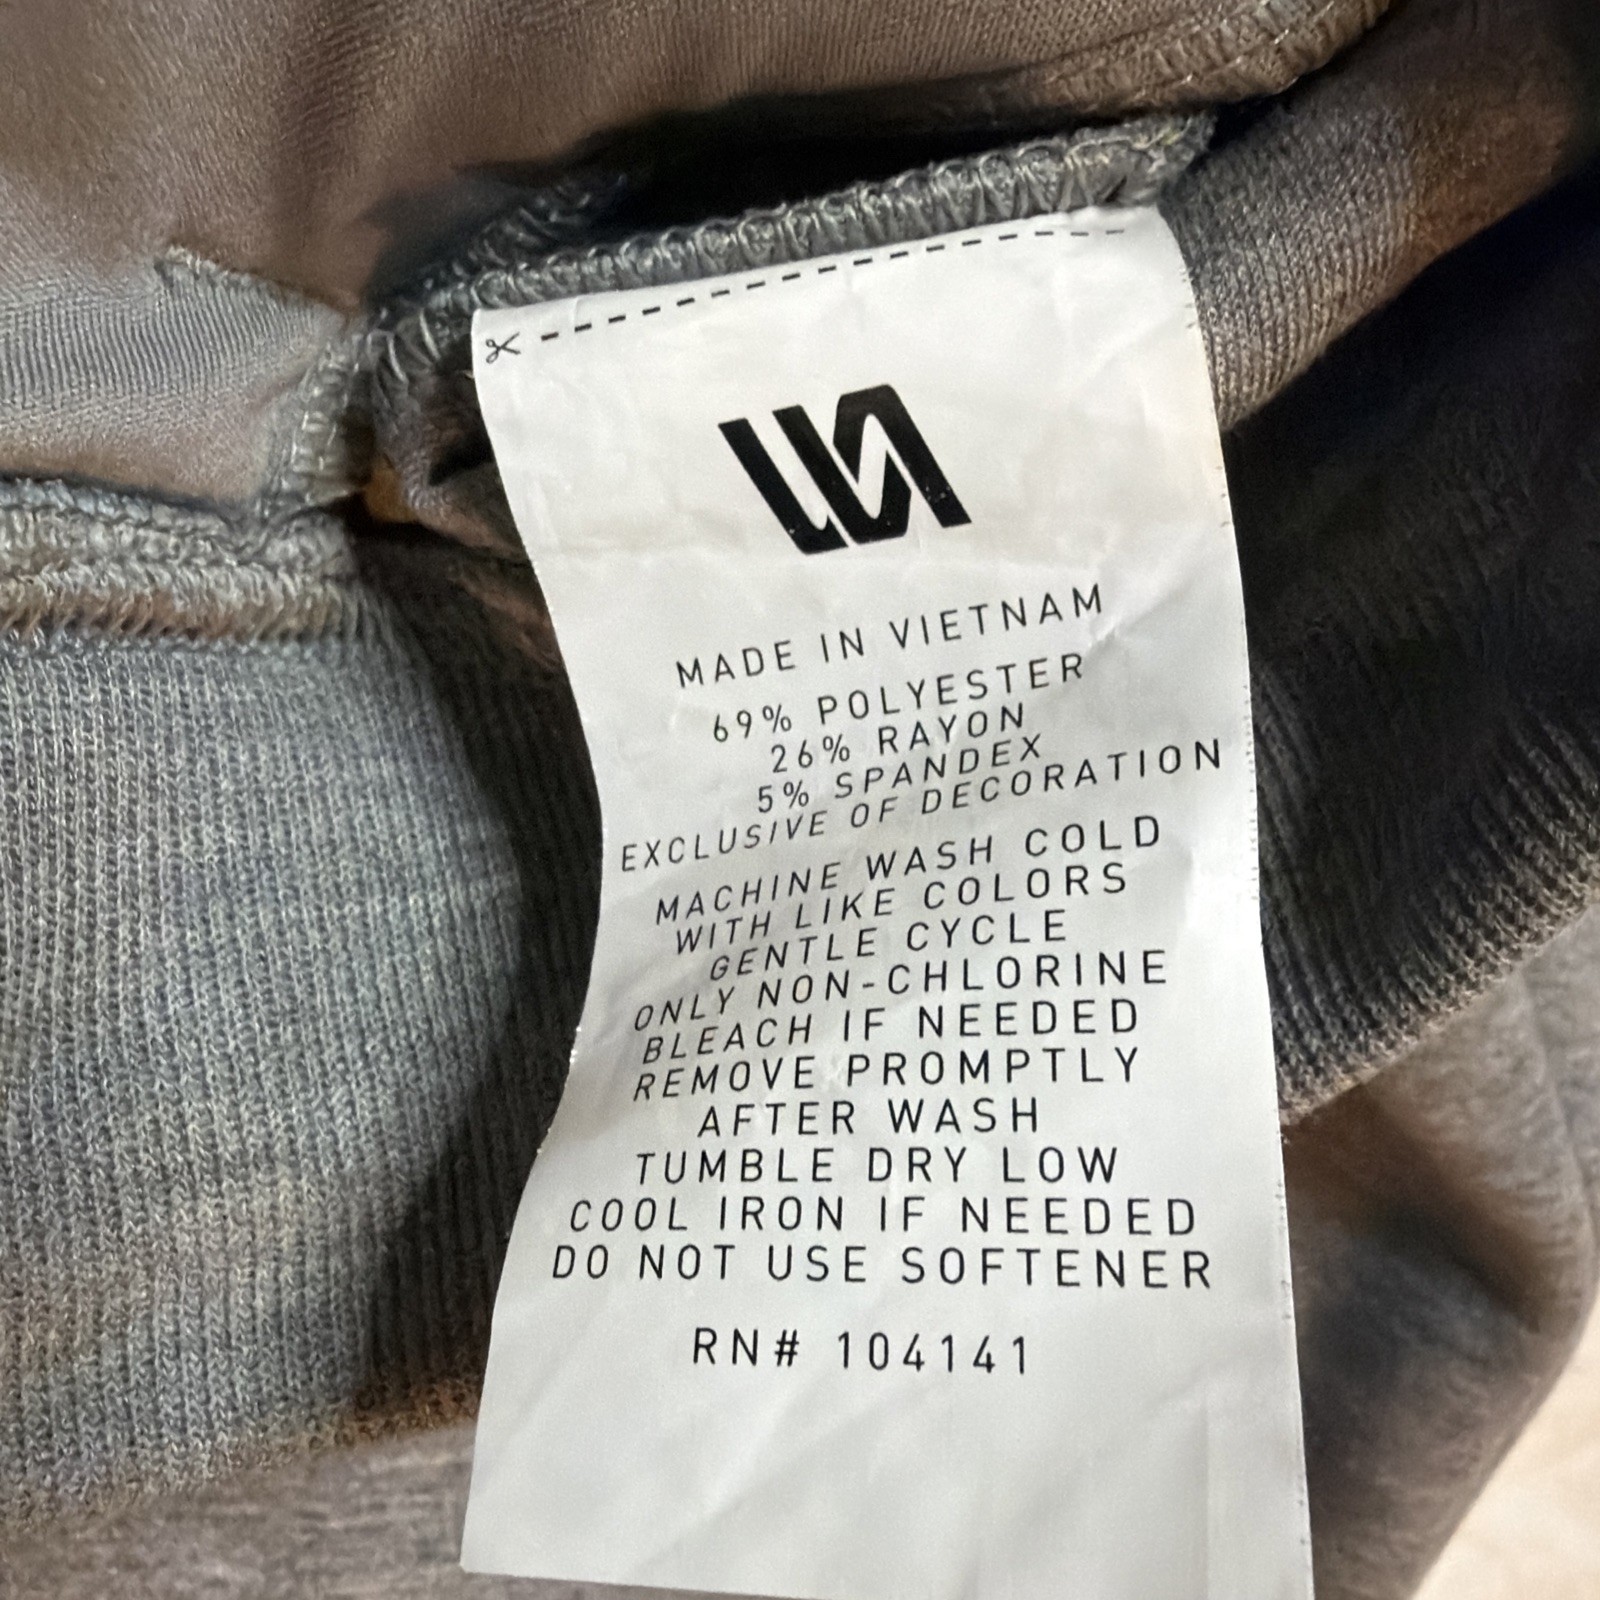 MADE IN VIETNAM
69% POLYESTER
26% RAYON
5% SPANDEX
EXCLUSIVE OF DECORATION
MACHINE WASH COLD
WITH LIKE COLORS
GENTLE CYCLE
ONLY NON-CHLORINE
BLEACH IF NEEDED
REMOVE PROMPTLY
AFTER WASH
TUMBLE DRY LOW
COOL IRON IF NEEDED
DO NOT USE SOFTENER
RN# 104141